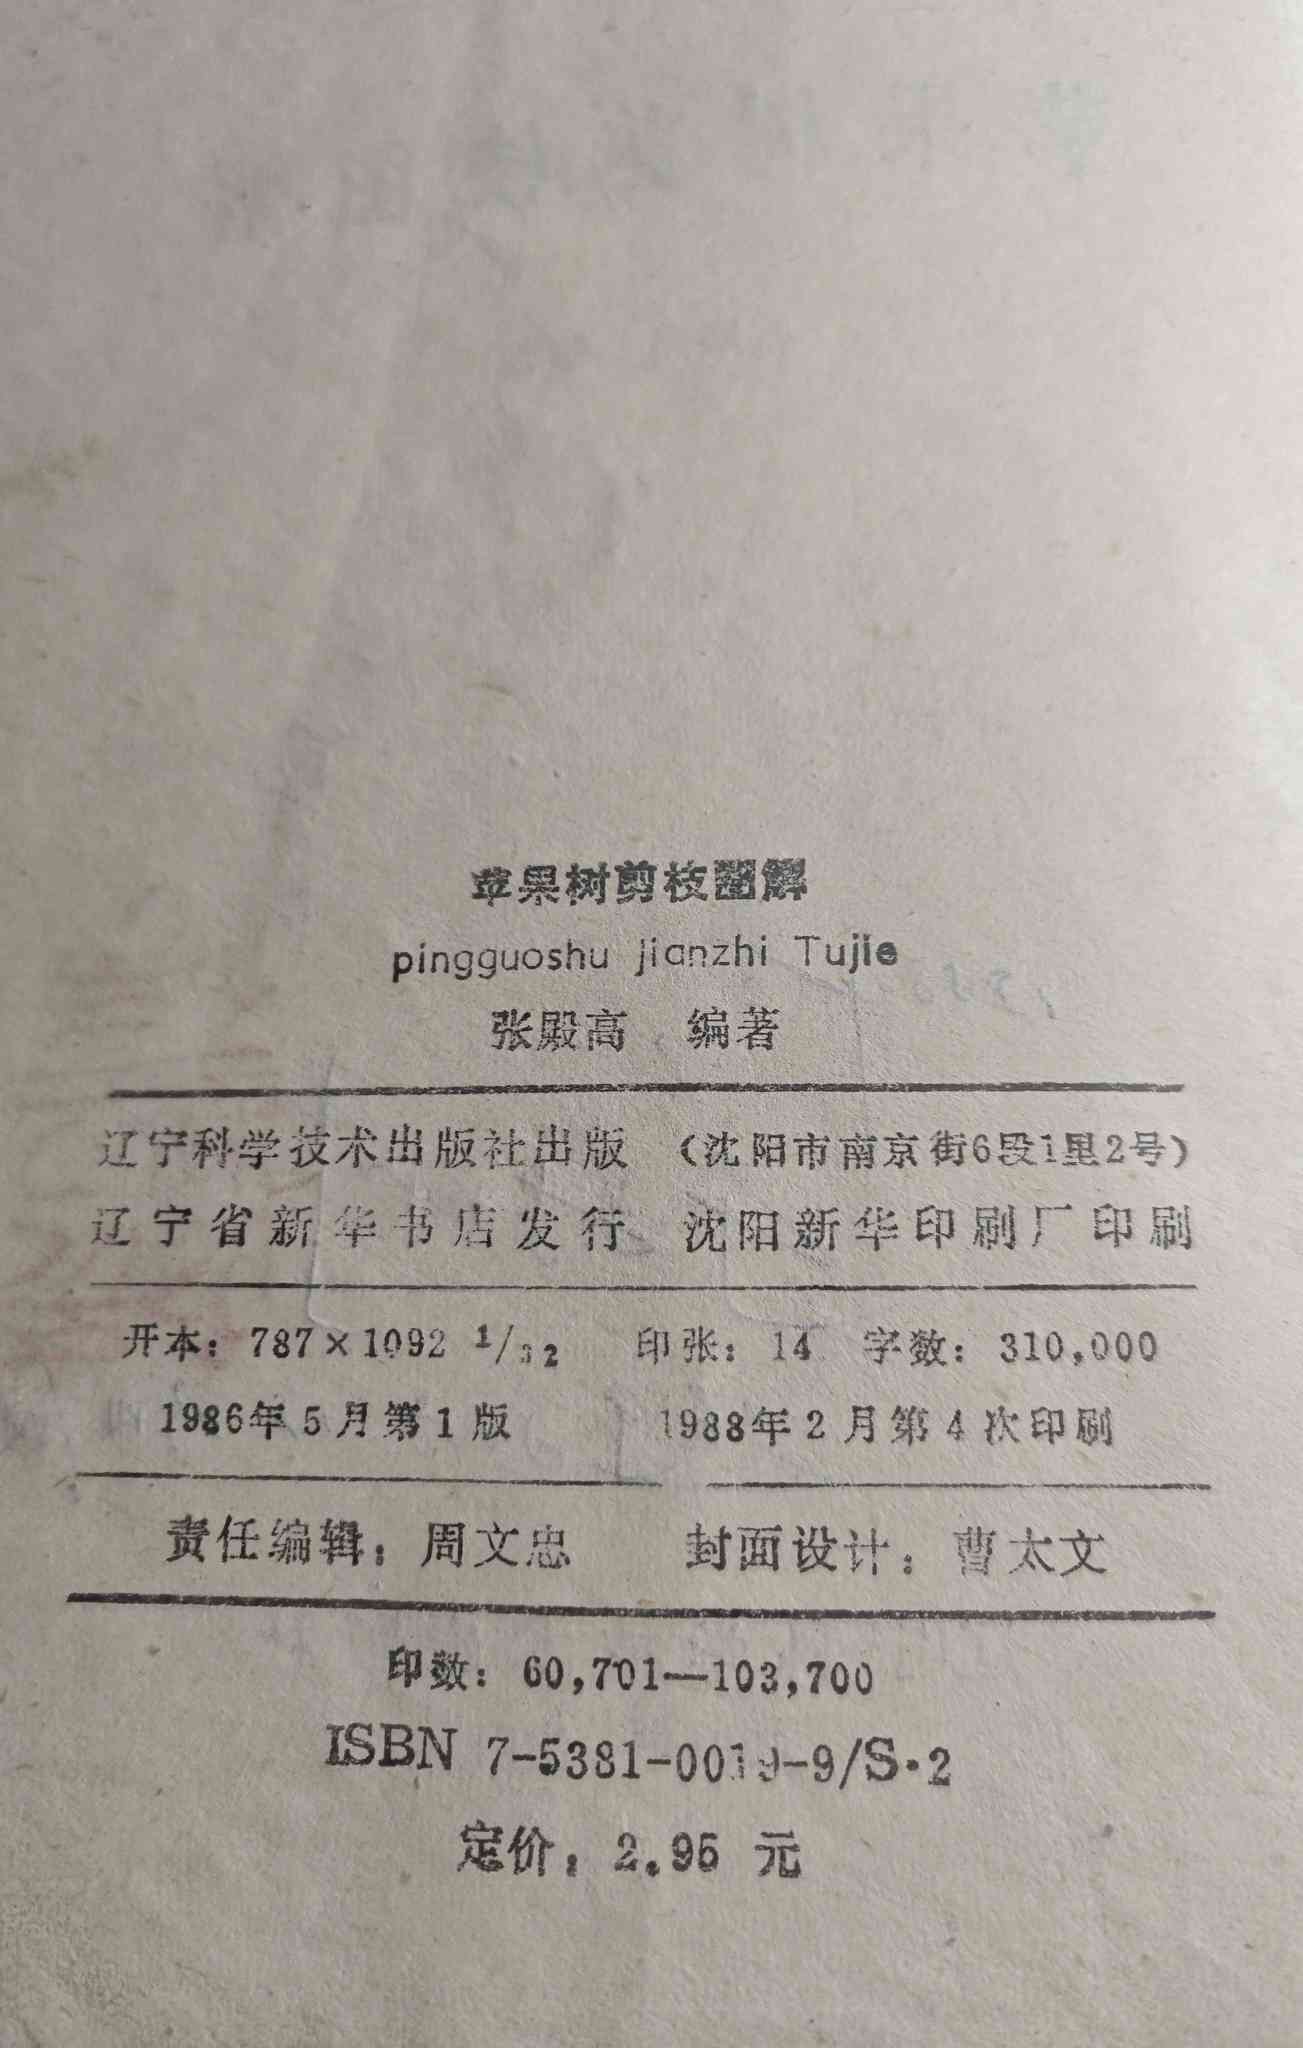 苹果树剪枝图解
pingguoshu Jianzhi Tujie
张殿高 编著
辽宁科学技术出版社出版 (沈阳市南京街6段1里2号)
辽宁省新华书店发行 沈阳新华印刷厂印刷
开本: 787×1092 1/32 印张: 14 字数: 310,000
1986年5月第1版 1988年2月第4次印刷
责任编辑: 周文忠 封面设计: 曹太文
印数: 60,701—103,700
ISBN 7-5381-0019-9/S·2
定价: 2.95 元